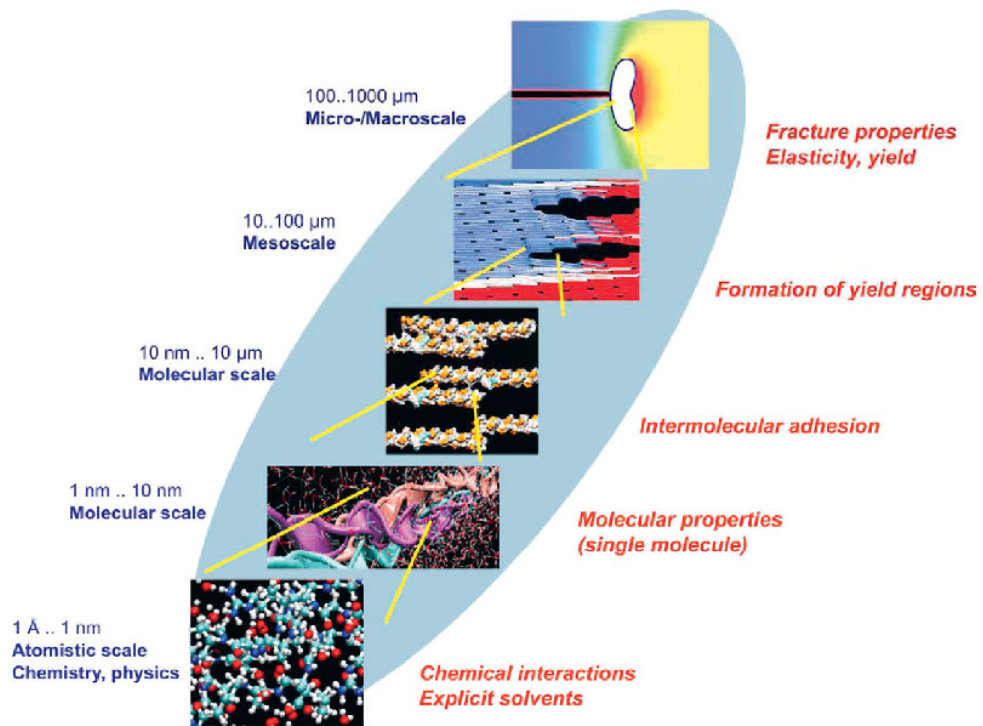 100..1000 µm
Micro-/Macroscale
Fracture properties
Elasticity, yield
10..100 µm
Mesoscale
Formation of yield regions
10 nm .. 10 µm
Molecular scale
Intermolecular adhesion
1 nm .. 10 nm
Molecular scale
Molecular properties
(single molecule)
1 Å .. 1 nm
Atomistic scale
Chemistry, physics
Chemical interactions
Explicit solvents